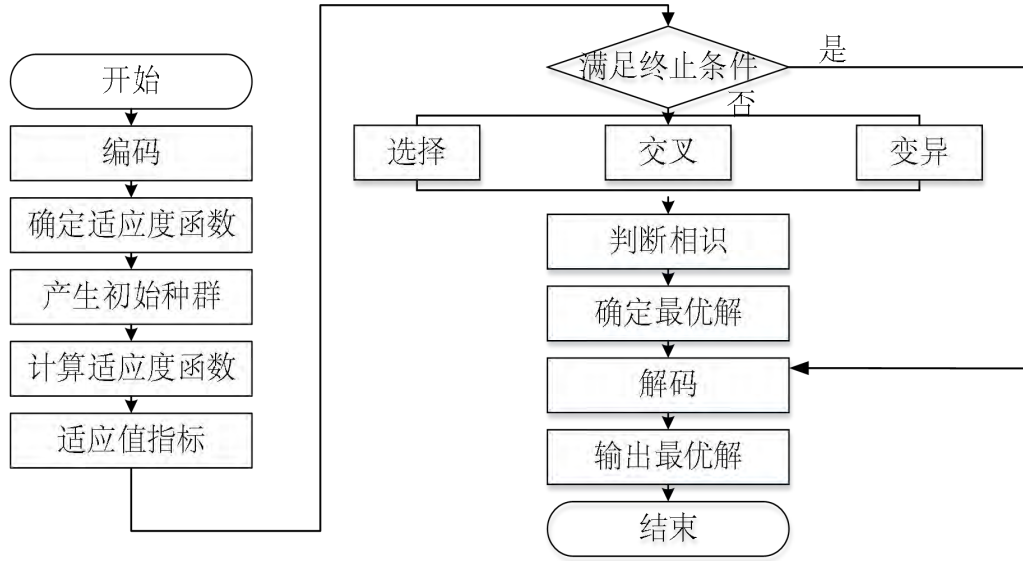 开始
编码
确定适应度函数
产生初始种群
计算适应度函数
适应值指标
满足终止条件
是
否
选择
交叉
变异
判断相识
确定最优解
解码
输出最优解
结束